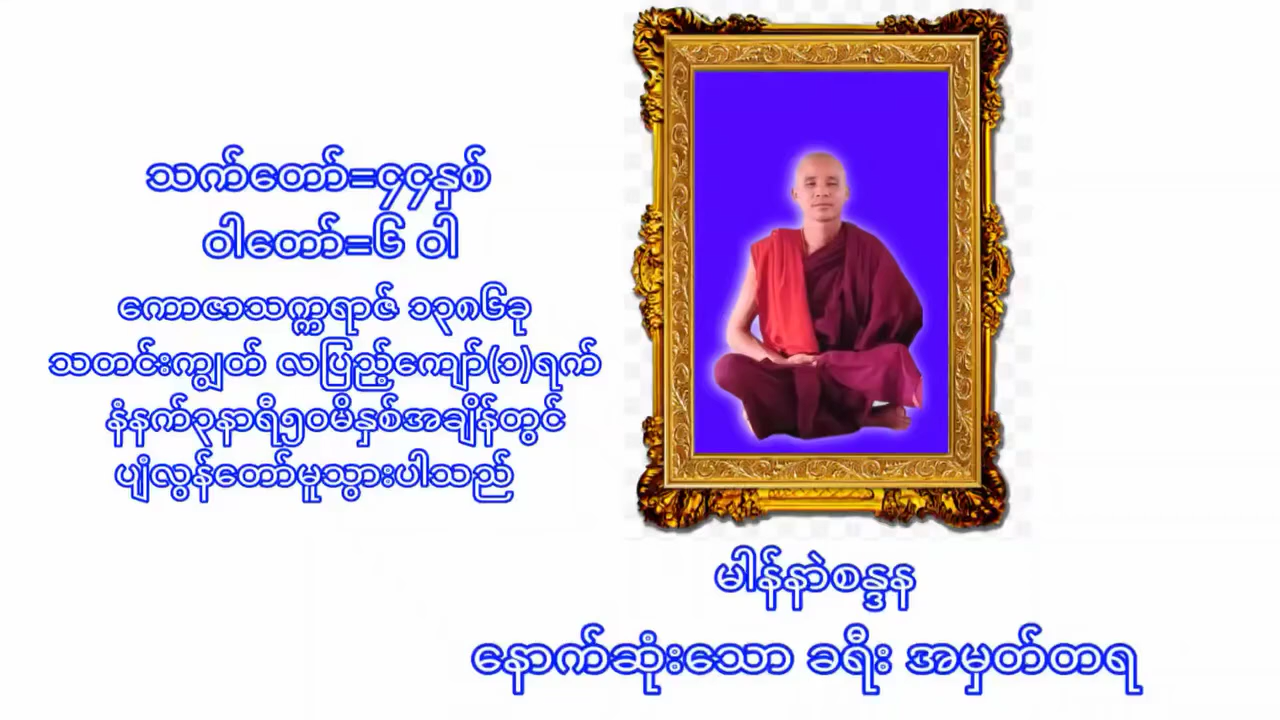 သက်တော်=၄၄နှစ်
ဝါတော်=၆ ဝါ
ကောဇာသက္ကရာဇ် ၁၃၈၆ခု
သတင်းကျွတ် လပြည့်ကျော်(၁)ရက်
နံနက်၃နာရီ၅၀မိနှစ်အချိန်တွင်
ပျံလွန်တော်မူသွားပါသည်
မါန်နာဲစန္ဒန
နောက်ဆုံးသော ခရီး အမှတ်တရ